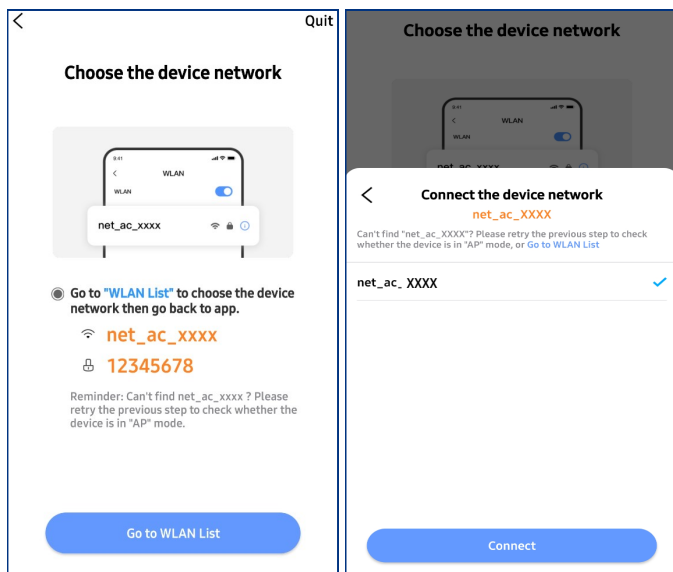 Quit
Choose the device network
9:41
WLAN
WLAN
net_ac_xxxx
Go to "WLAN List" to choose the device
network then go back to app.
net_ac_xxxx
12345678
Reminder: Can't find net_ac_xxxx ? Please
retry the previous step to check whether the
device is in "AP" mode.
Go to WLAN List
Choose the device network
9:41
WLAN
WLAN
net_ac_xxxx
Connect the device network
net_ac_XXXX
Can't find "net_ac_XXXX"? Please retry the previous step to check
whether the device is in "AP" mode, or Go to WLAN List
net_ac_ XXXX
Connect